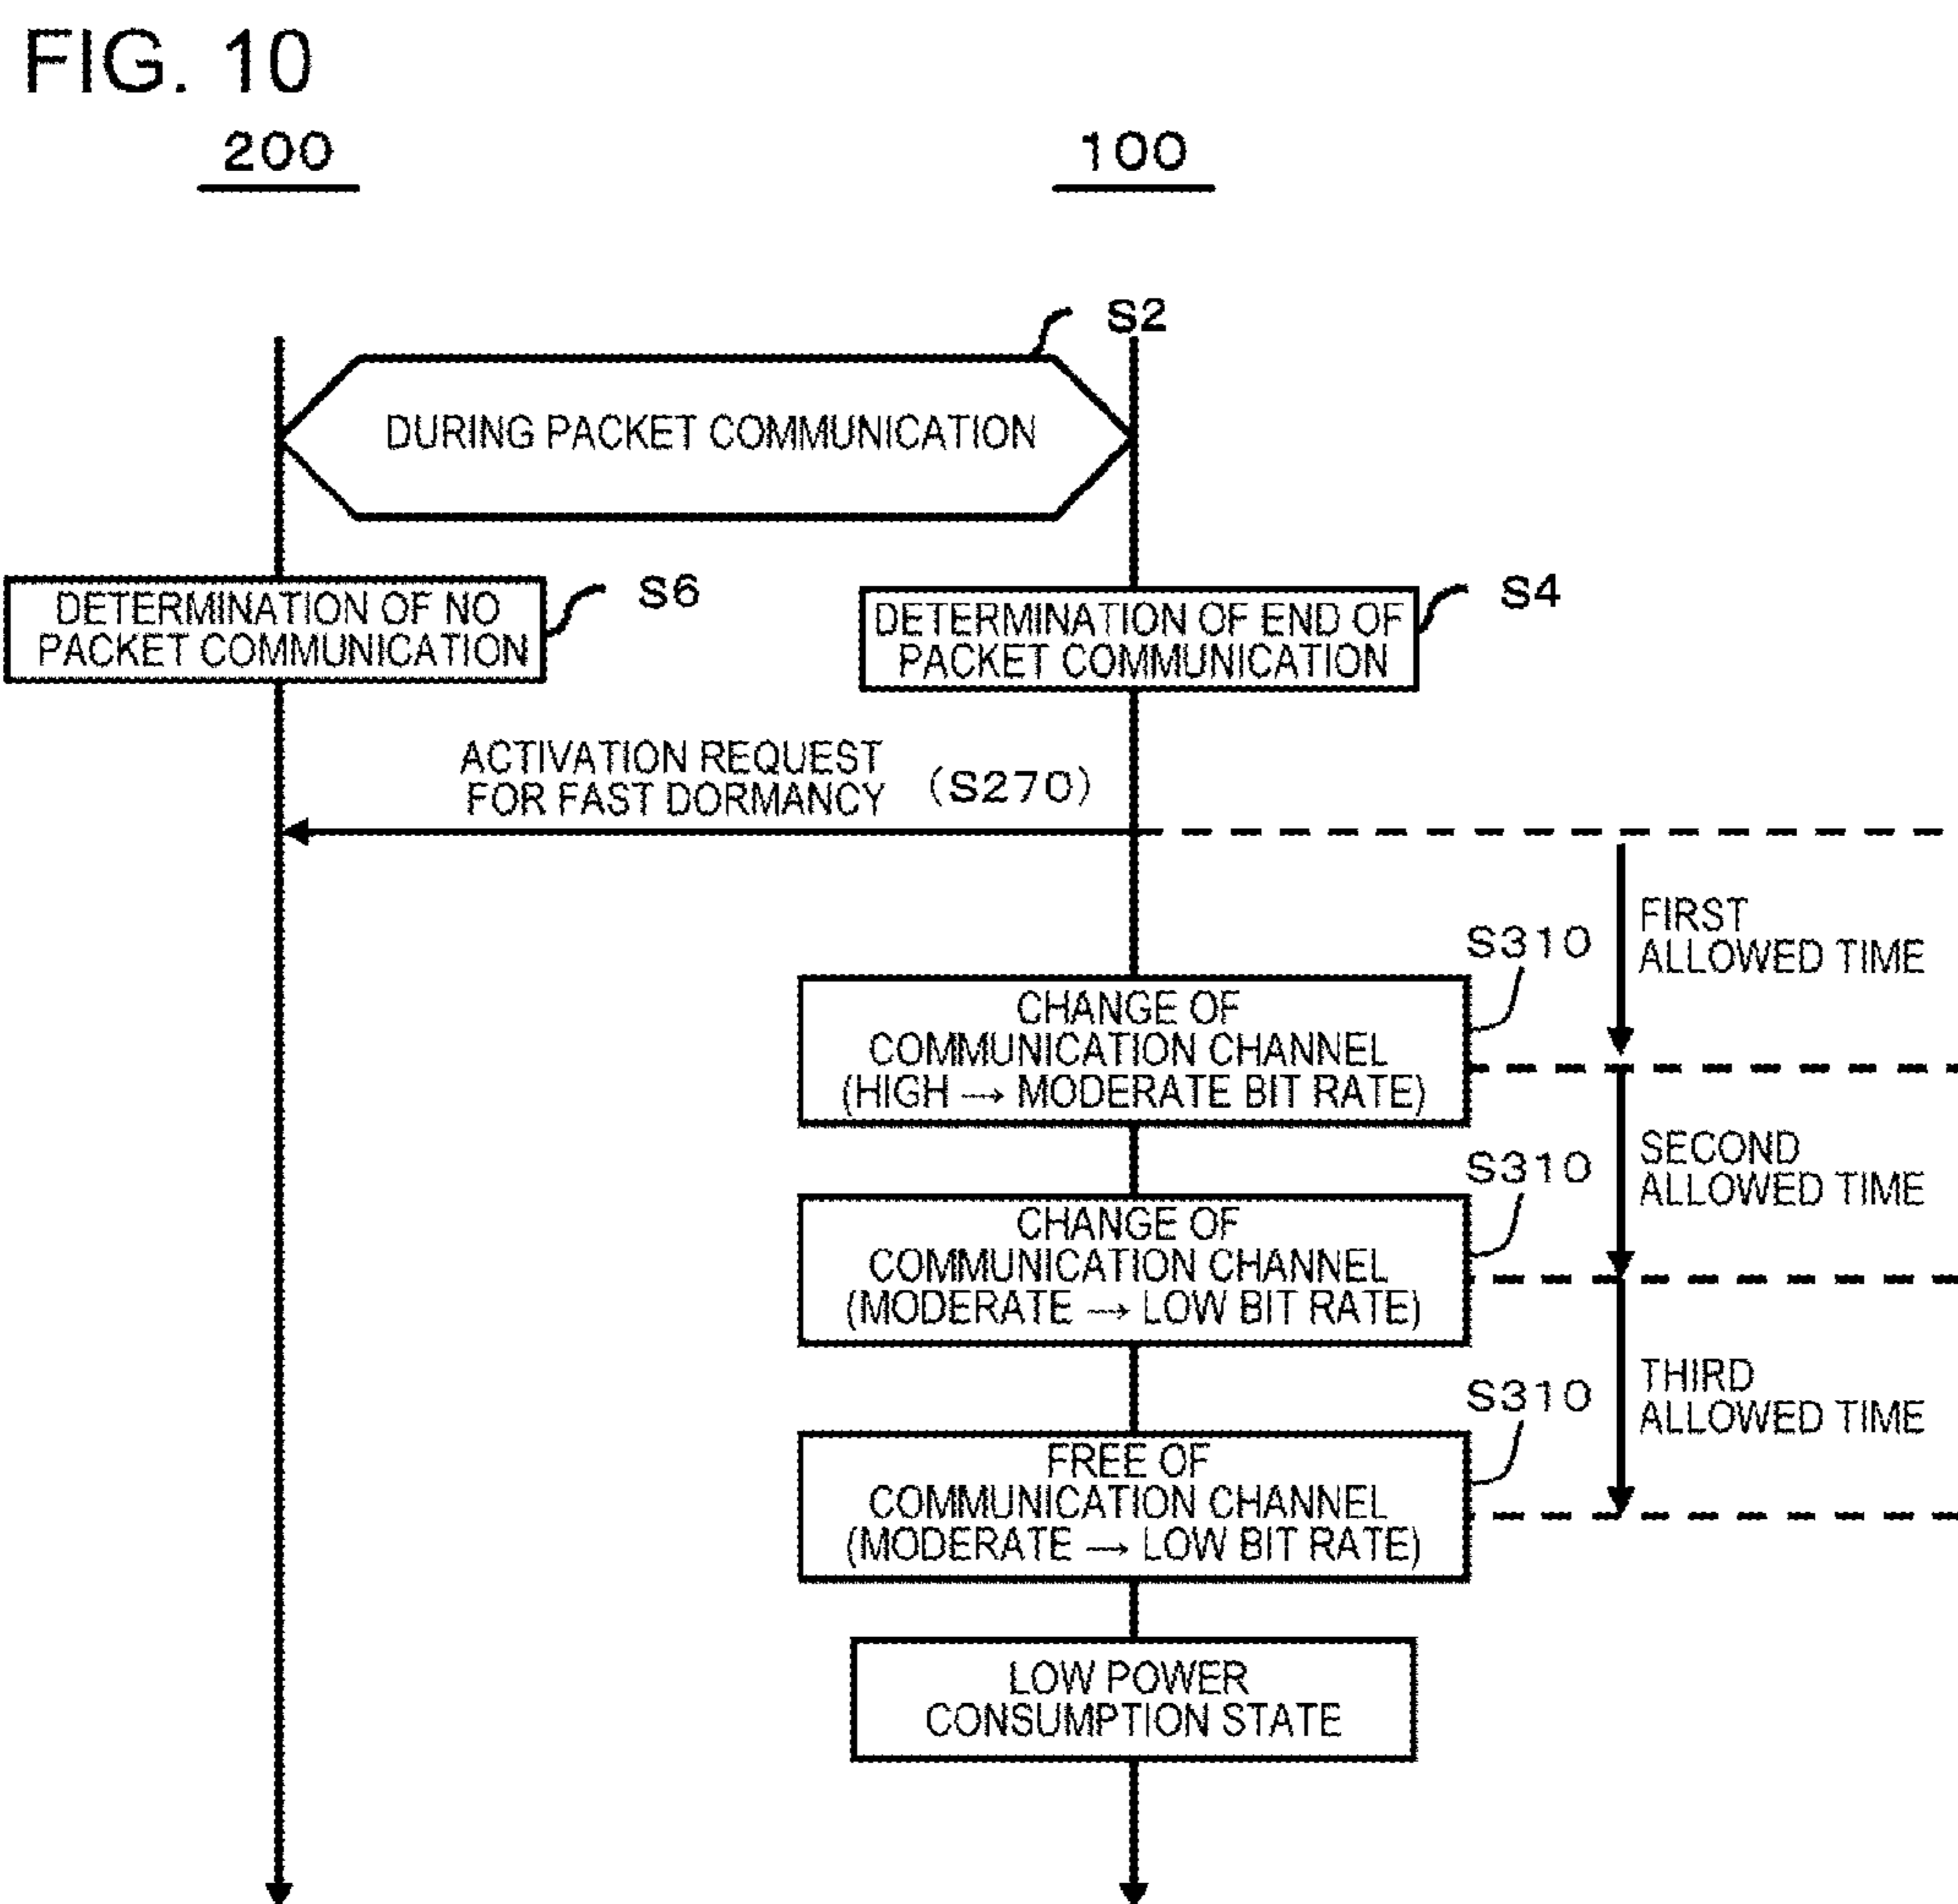 FIG. 10
200
100
S2
DURING PACKET COMMUNICATION
DETERMINATION OF NO
PACKET COMMUNICATION
S6
DETERMINATION OF END OF
PACKET COMMUNICATION
S4
ACTIVATION REQUEST
FOR FAST DORMANCY (S270)
FIRST
ALLOWED TIME
S310
CHANGE OF
COMMUNICATION CHANNEL
(HIGH → MODERATE BIT RATE)
SECOND
ALLOWED TIME
S310
CHANGE OF
COMMUNICATION CHANNEL
(MODERATE → LOW BIT RATE)
THIRD
ALLOWED TIME
S310
FREE OF
COMMUNICATION CHANNEL
(MODERATE → LOW BIT RATE)
LOW POWER
CONSUMPTION STATE